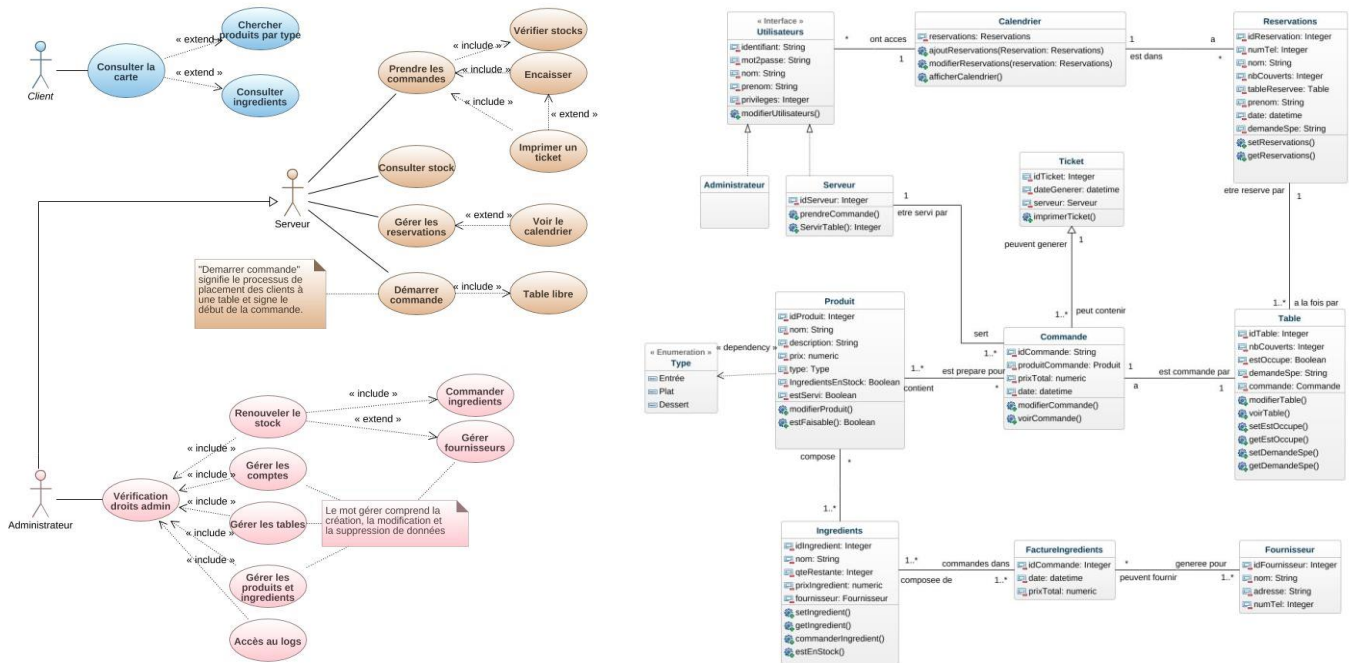 Client
Consulter la
carte
« extend »
Chercher
produits par type
« extend »
Consulter
ingredients
Serveur
Prendre les
commandes
« include »
Vérifier stocks
« include »
Encaisser
« include »
« extend »
Imprimer un
ticket
Consulter stock
Gérer les
reservations
« extend »
Voir le
calendrier
"Demarrer commande"
signifie le processus de
placement des clients à
une table et signe le
début de la commande.
Démarrer
commande
« include »
Table libre
Administrateur
Vérification
droits admin
« include »
Renouveler le
stock
« include »
Commander
ingredients
« extend »
Gérer
fournisseurs
« include »
Gérer les
comptes
« include »
Gérer les tables
Le mot gérer comprend la
création, la modification et
la suppression de données
« include »
Gérer les
produits et
ingredients
« include »
Accès au logs
« Interface »
Utilisateurs
identifiant: String
mot2passe: String
nom: String
prenom: String
privileges: Integer
modifierUtilisateurs()
* ont acces
1
Calendrier
reservations: Reservations
ajoutReservations(Reservation: Reservations)
modifierReservations(reservation: Reservations)
afficherCalendrier()
1 a
est dans *
Reservations
idReservation: Integer
numTel: Integer
nom: String
nbCouverts: Integer
tableReservee: Table
prenom: String
date: datetime
demandeSpe: String
setReservations()
getReservations()
Administrateur
Serveur
idServeur: Integer
prendreCommande()
ServirTable(): Integer
1
etre servi par
Ticket
idTicket: Integer
dateGenerer: datetime
serveur: Serveur
imprimerTicket()
peuvent generer 1
1..* peut contenir
etre reserve par 1
1..* a la fois par
« Enumeration »
Type
Entrée
Plat
Dessert
« dependency »
Produit
idProduit: Integer
nom: String
description: String
prix: numeric
type: Type
IngredientsEnStock: Boolean
estServi: Boolean
modifierProduit()
estFaisable(): Boolean
sert
1..*
1..* est prepare pour
contient *
Commande
idCommande: String
produitCommande: Produit
prixTotal: numeric
date: datetime
modifierCommande()
voirCommande()
1 est commande par
a 1
Table
idTable: Integer
nbCouverts: Integer
estOccupe: Boolean
demandeSpe: String
commande: Commande
modifierTable()
voirTable()
setEstOccupe()
getEstOccupe()
setDemandeSpe()
getDemandeSpe()
compose *
1..*
Ingredients
idIngredient: Integer
nom: String
qteRestante: Integer
prixIngredient: numeric
fournisseur: Fournisseur
setIngredient()
getIngredient()
commanderIngredient()
estEnStock()
1..* commandes dans
composee de 1..*
FactureIngredients
idCommande: Integer
date: datetime
prixTotal: numeric
* generee pour
peuvent fournir 1..*
Fournisseur
idFournisseur: Integer
nom: String
adresse: String
numTel: Integer